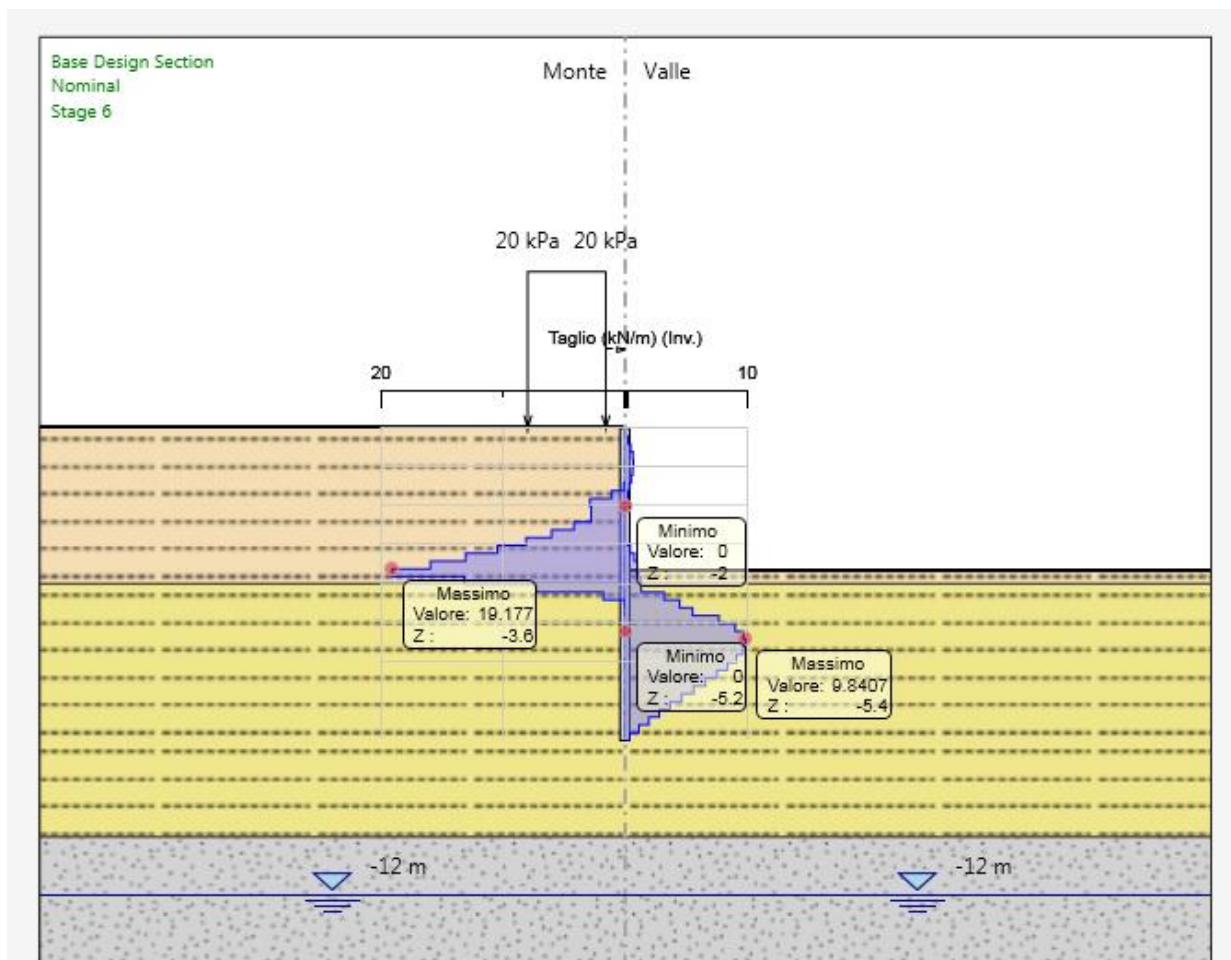 Base Design Section
Nominal
Stage 6
Monte
Valle
20 kPa
20 kPa
Taglio (kN/m) (Inv.)
20
10
Minimo
Valore: 0
Z : -2
Massimo
Valore: 19.177
Z : -3.6
Minimo
Valore: 0
Z : -5.2
Massimo
Valore: 9.8407
Z : -5.4
-12 m
-12 m